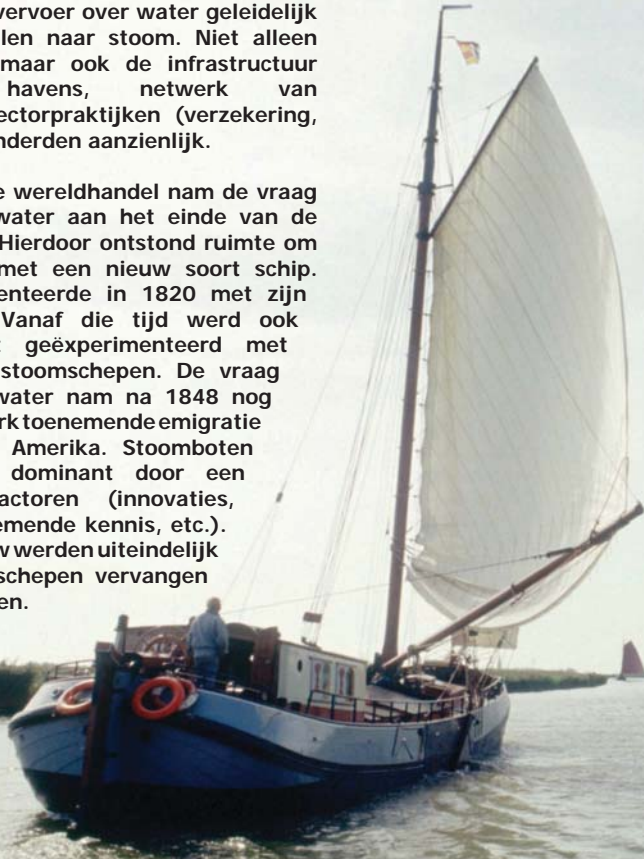 vervoer over water geleidelijk
len naar stoom. Niet alleen
maar ook de infrastructuur
havens, netwerk van
ectorpraktijken (verzekering,
nderden aanzienlijk.
e wereldhandel nam de vraag
water aan het einde van de
Hierdoor ontstond ruimte om
met een nieuw soort schip.
enteerde in 1820 met zijn
Vanaf die tijd werd ook
geëxperimenteerd met
stoomschepen. De vraag
water nam na 1848 nog
rk toenemende emigratie
Amerika. Stoomboten
dominant door een
actoren (innovaties,
emende kennis, etc.).
w werden uiteindelijk
schepen vervangen
en.